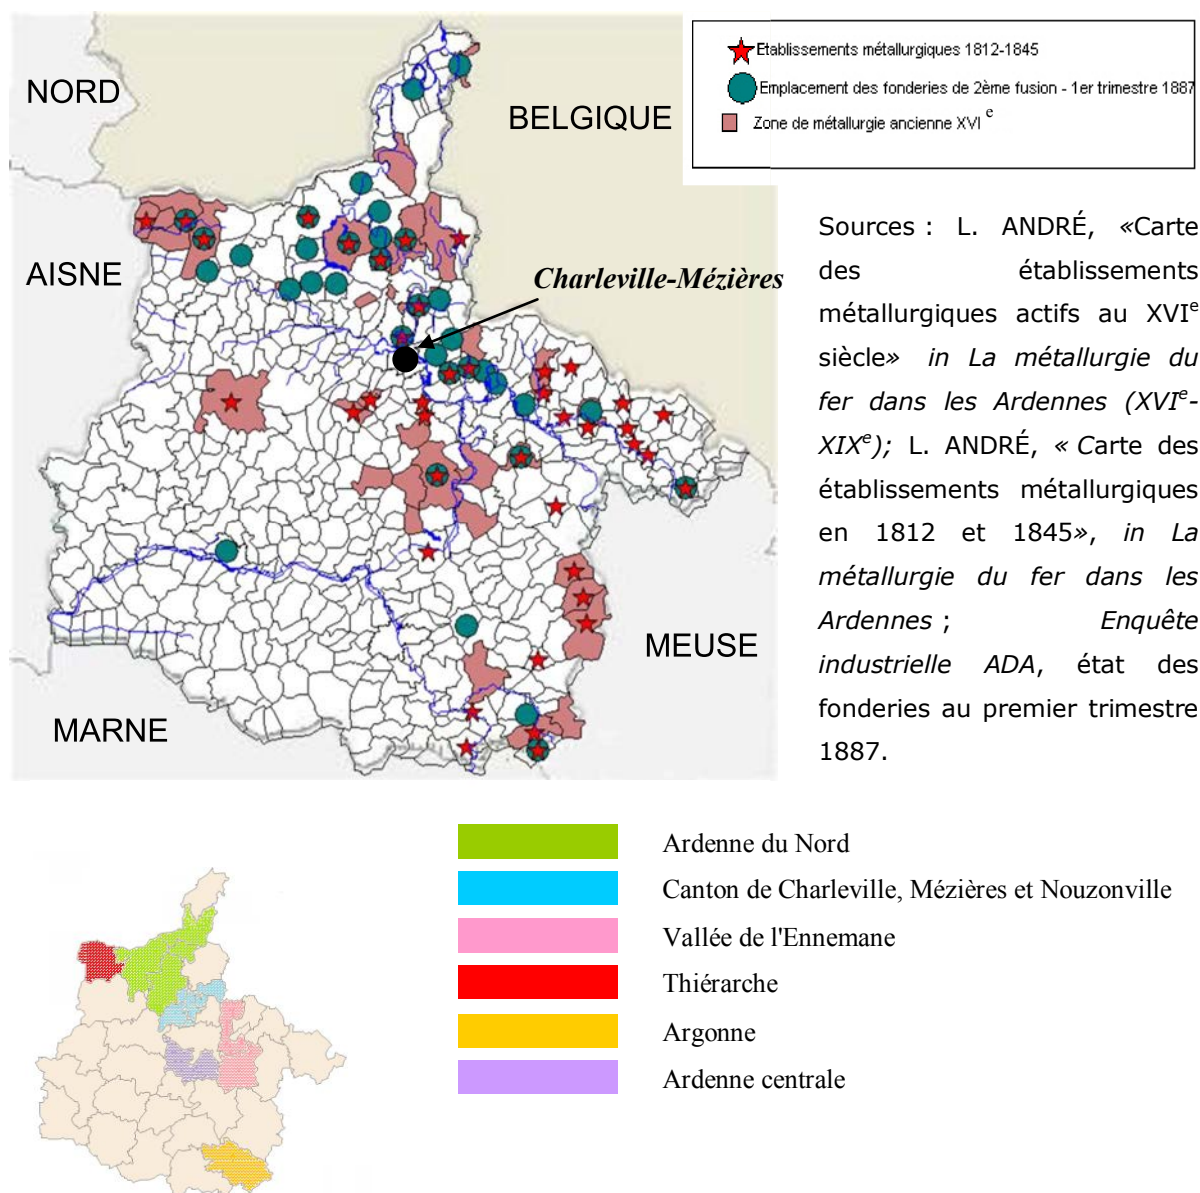 NORD
BELGIQUE
AISNE
Charleville-Mézières
MEUSE
MARNE
Etablissements métallurgiques 1812-1845
Emplacement des fonderies de 2ème fusion - 1er trimestre 1887
Zone de métallurgie ancienne XVI e
Sources : L. ANDRÉ, «Carte
des établissements
métallurgiques actifs au XVIe
siècle» in La métallurgie du
fer dans les Ardennes (XVIe-
XIXe); L. ANDRÉ, « Carte des
établissements métallurgiques
en 1812 et 1845», in La
métallurgie du fer dans les
Ardennes ; Enquête
industrielle ADA, état des
fonderies au premier trimestre
1887.
Ardenne du Nord
Canton de Charleville, Mézières et Nouzonville
Vallée de l'Ennemane
Thiérarche
Argonne
Ardenne centrale